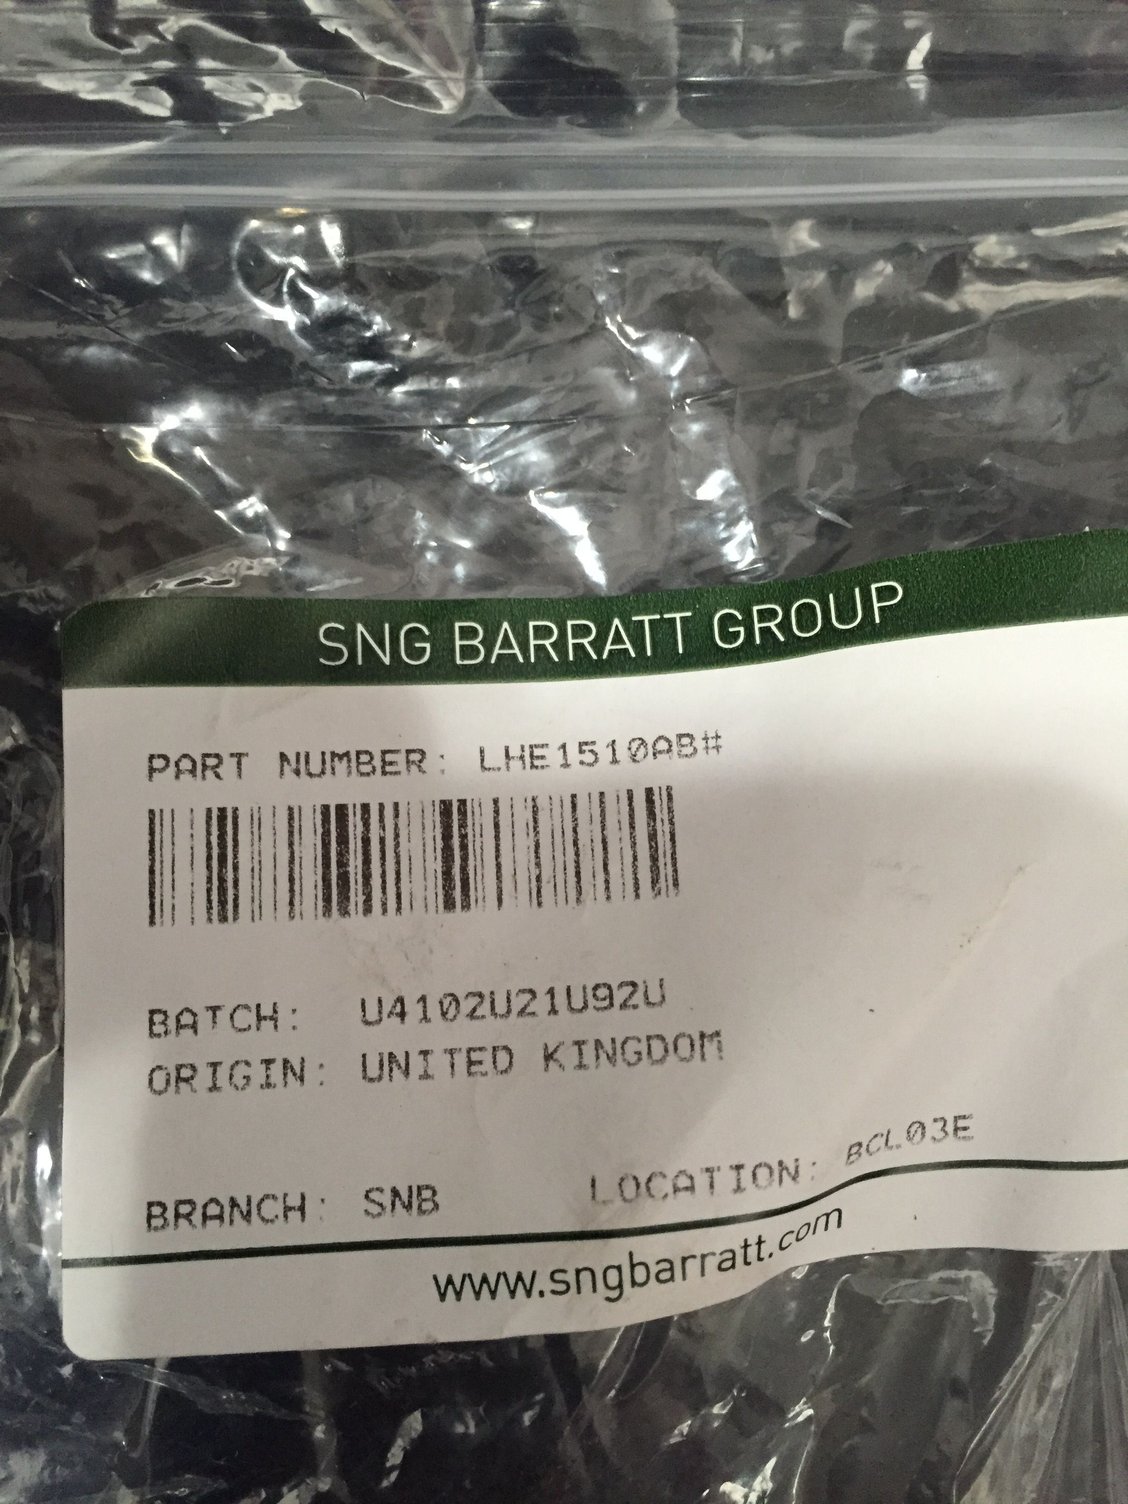 SNG BARRATT GROUP
PART NUMBER: LHE1510AB#
BATCH: U4102U21U92U
ORIGIN: UNITED KINGDOM
BRANCH: SNB LOCATION: BCL03E
www.sngbarratt.com